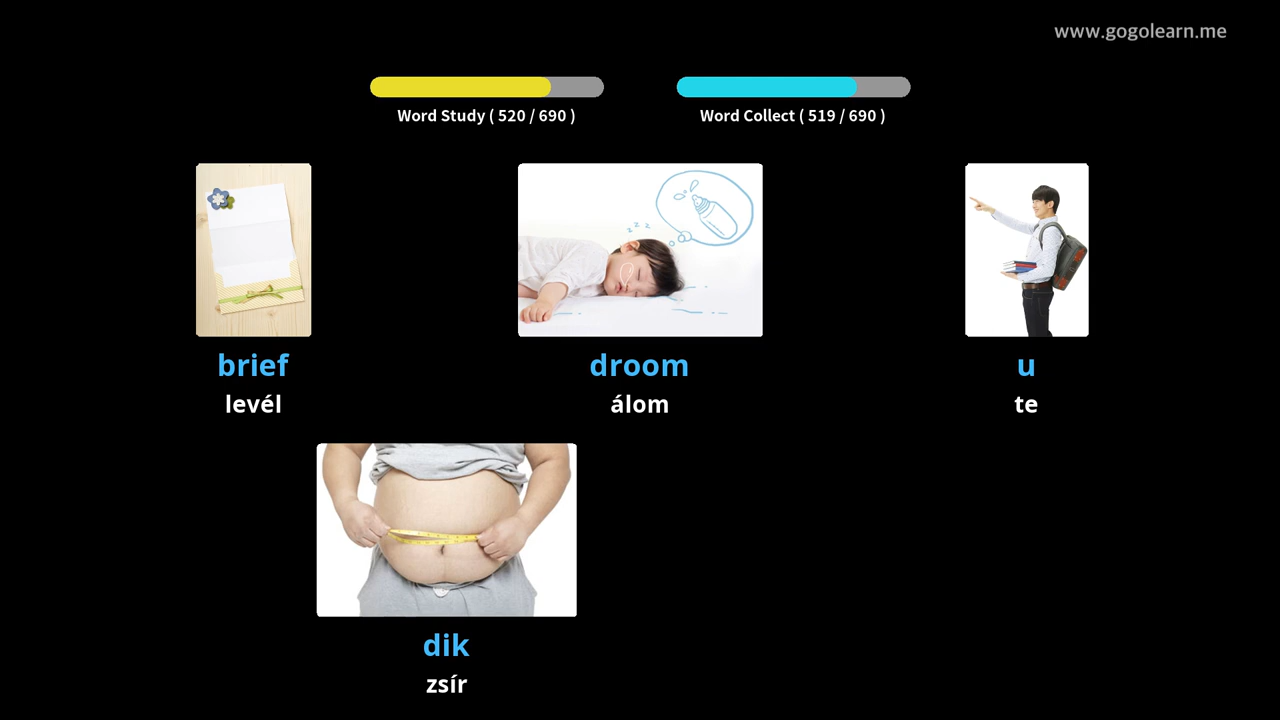 www.gogolearn.me
Word Study ( 520 / 690 )
Word Collect ( 519 / 690 )
brief
levél
droom
álom
u
te
dik
zsír